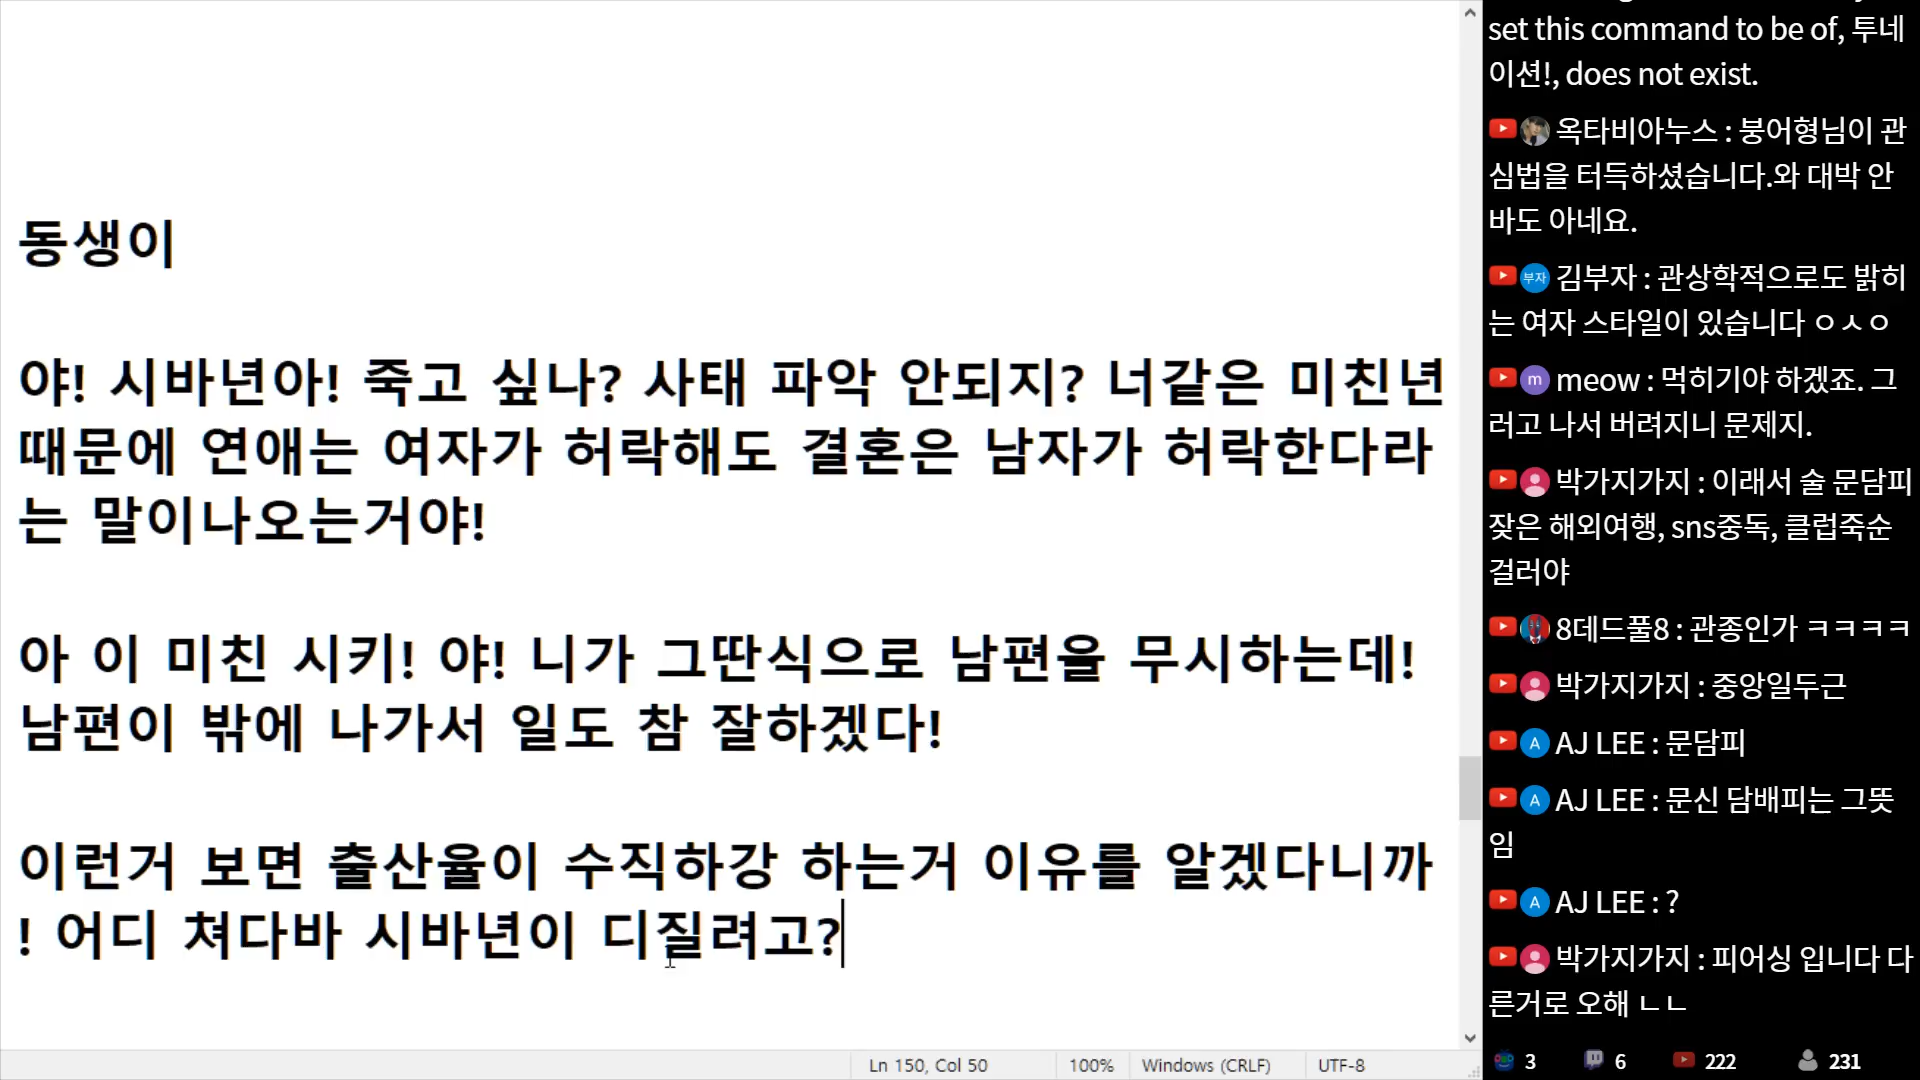 동생이
야! 시바년아! 죽고 싶나? 사태 파악 안되지? 너같은 미친년
때문에 연애는 여자가 허락해도 결혼은 남자가 허락한다라
는 말이나오는거야!
아 이 미친 시키! 야! 니가 그딴식으로 남편을 무시하는데!
남편이 밖에 나가서 일도 참 잘하겠다!
이런거 보면 출산율이 수직하강 하는거 이유를 알겠다니까
! 어디 쳐다바 시바년이 디질려고?
Ln 150, Col 50
100%
Windows (CRLF)
UTF-8
set this command to be of, 투네
이션!, does not exist.
옥타비아누스 : 붕어형님이 관
심법을 터득하셨습니다.와 대박 안
바도 아네요.
부자 김부자 : 관상학적으로도 밝히
는 여자 스타일이 있습니다 ㅇㅅㅇ
m meow : 먹히기야 하겠죠. 그
러고 나서 버려지니 문제지.
박가지가지 : 이래서 술 문담피
잦은 해외여행, sns중독, 클럽죽순
걸러야
8데드풀8 : 관종인가 ㅋㅋㅋㅋ
박가지가지 : 중앙일두근
A AJ LEE : 문담피
A AJ LEE : 문신 담배피는 그뜻
임
A AJ LEE : ?
박가지가지 : 피어싱 입니다 다
른거로 오해 ㄴㄴ
3 6 222 231